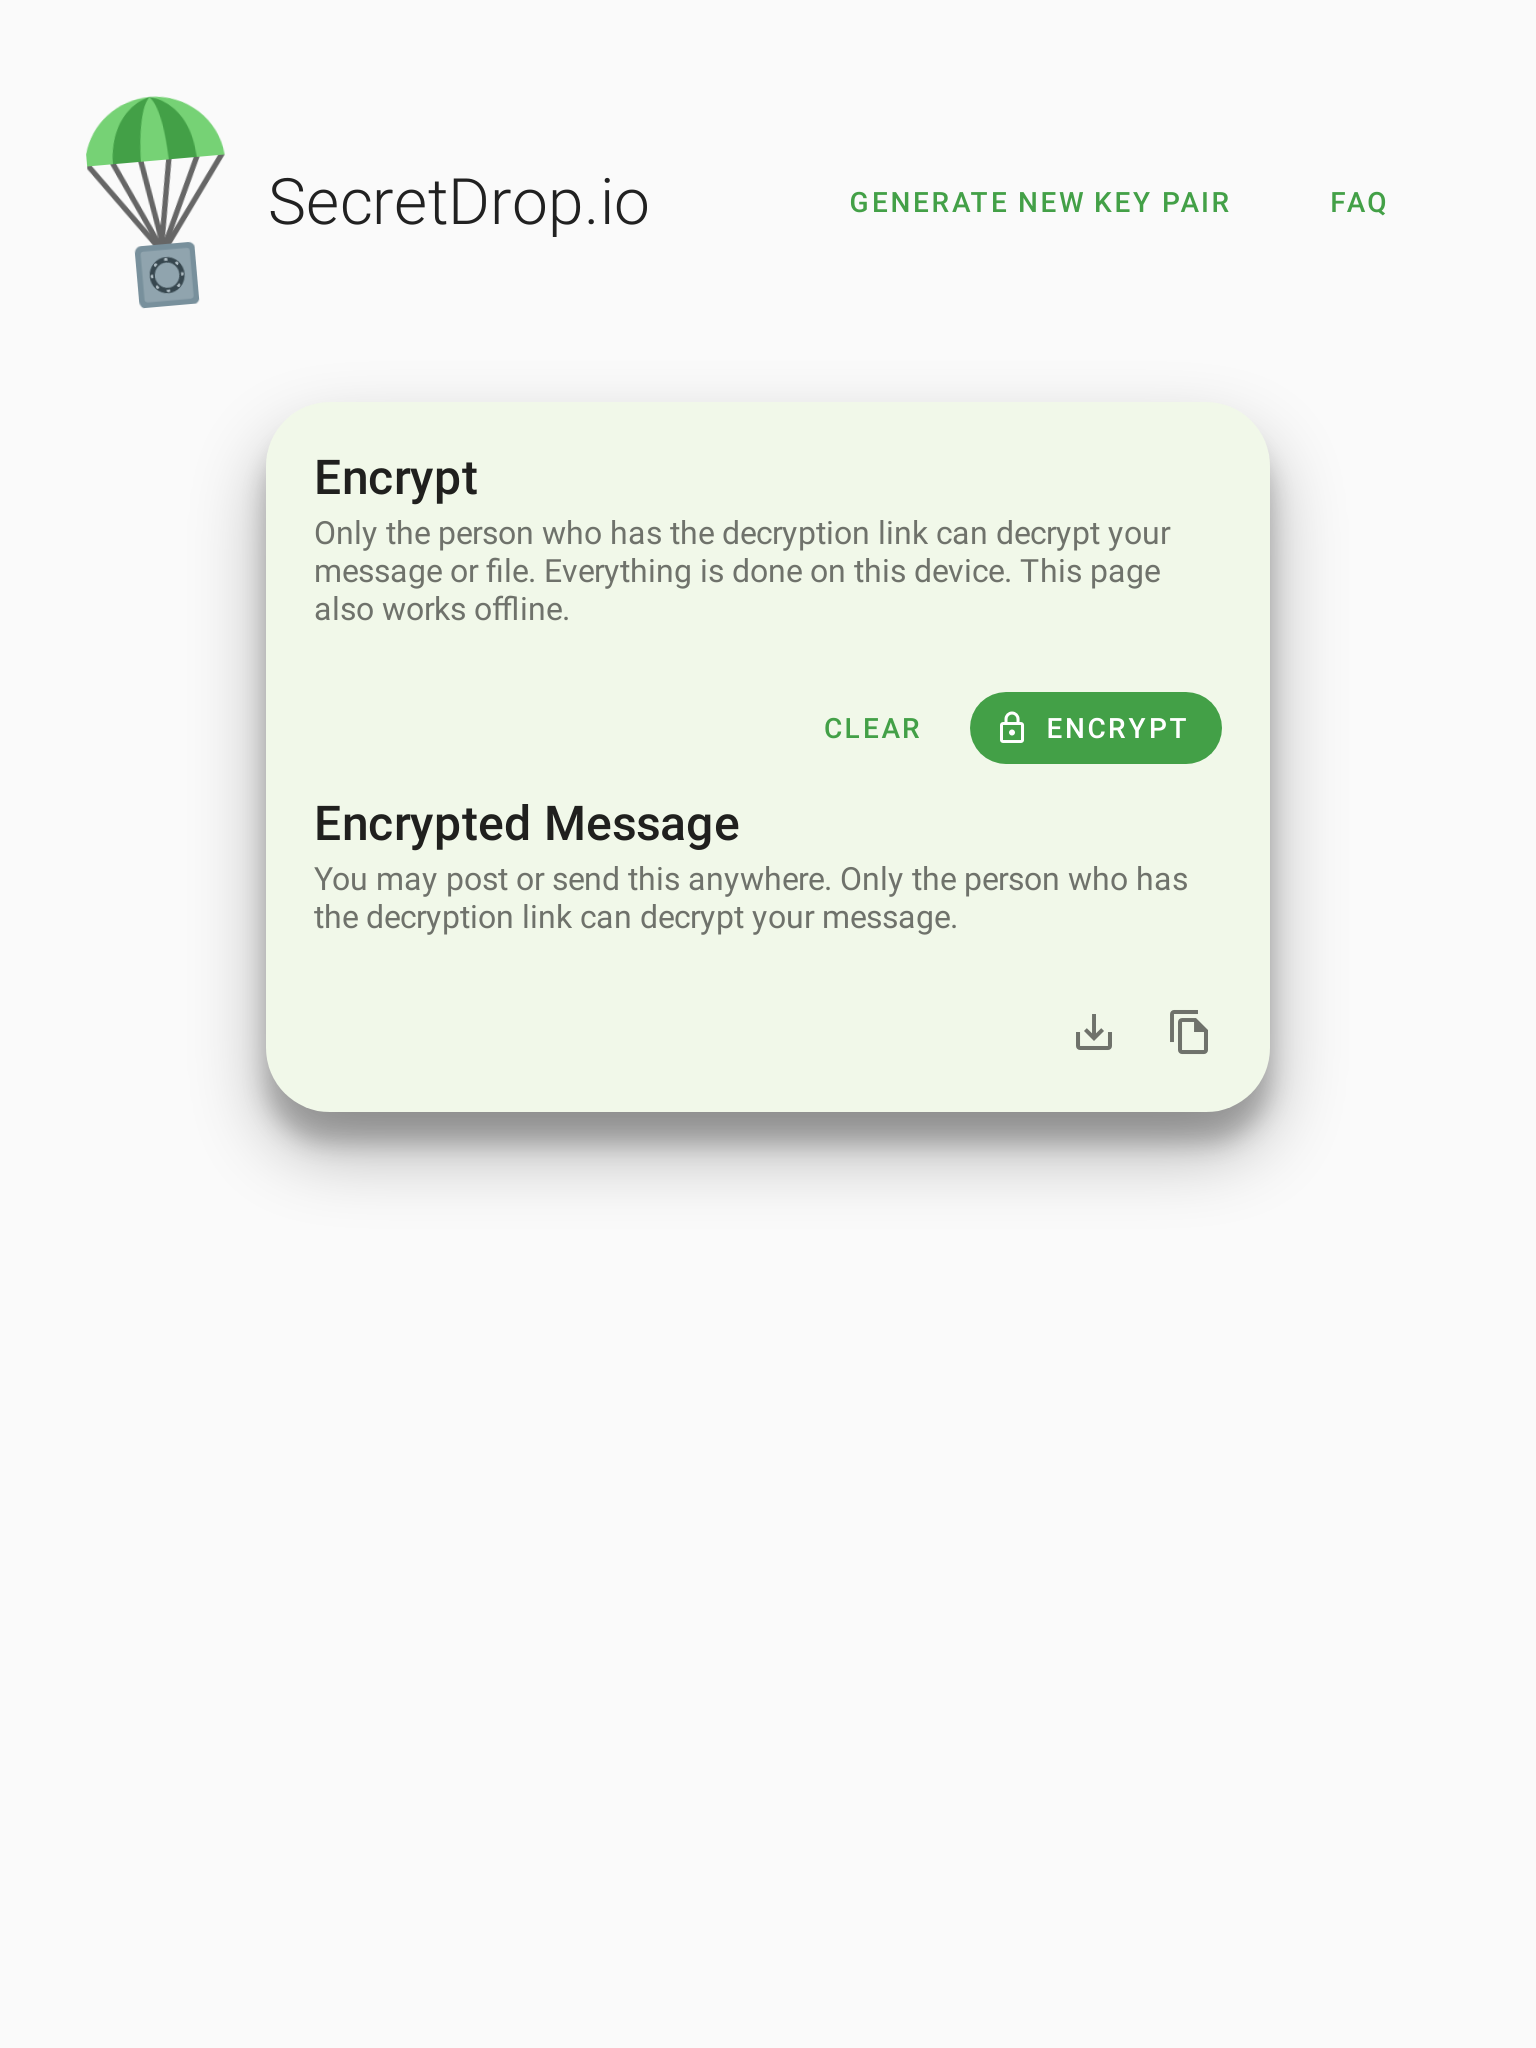 SecretDrop.io
GENERATE NEW KEY PAIR
FAQ
Encrypt
Only the person who has the decryption link can decrypt your
message or file. Everything is done on this device. This page
also works offline.
CLEAR
ENCRYPT
Encrypted Message
You may post or send this anywhere. Only the person who has
the decryption link can decrypt your message.